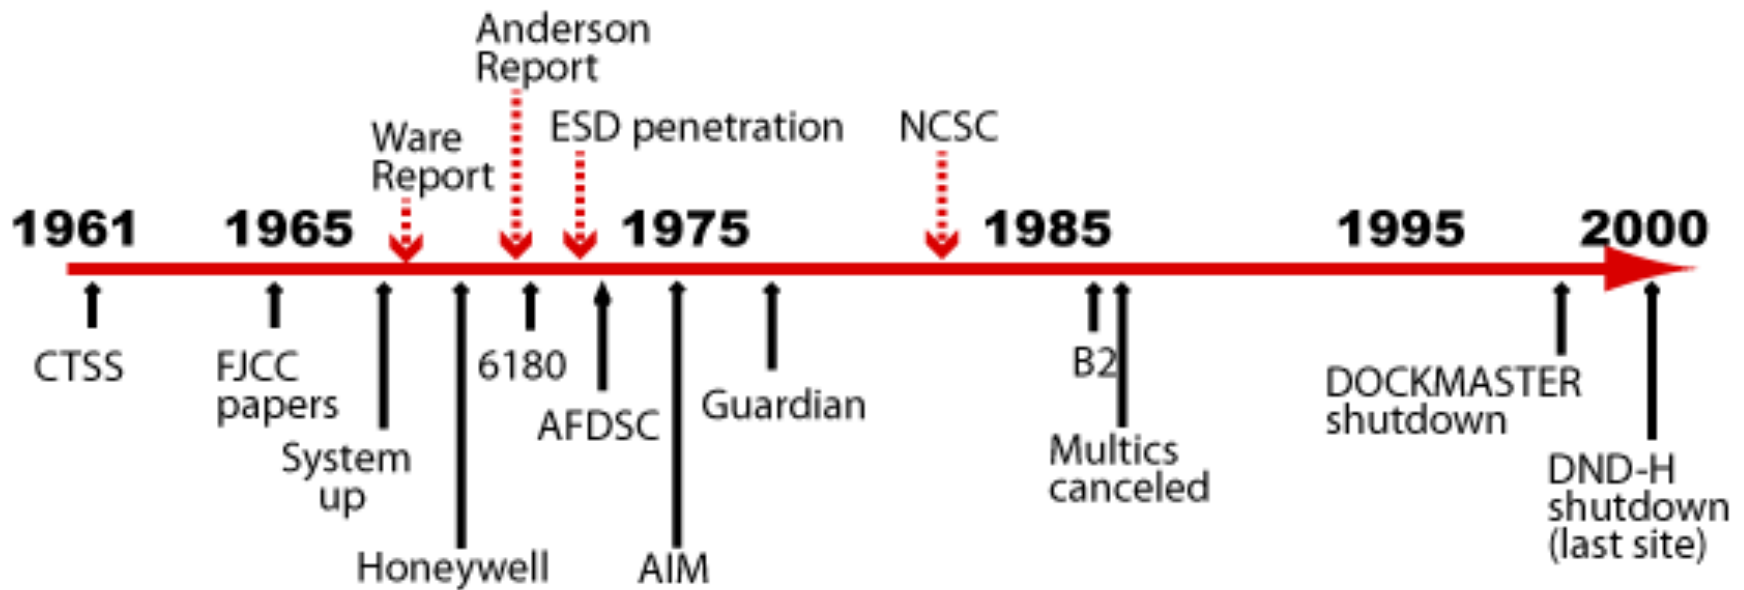 Anderson
Report
Ware
Report
ESD penetration
NCSC
1961
1965
1975
1985
1995
2000
CTSS
FJCC
papers
System
up
Honeywell
6180
AFDSC
AIM
Guardian
B2
Multics
canceled
DOCKMASTER
shutdown
DND-H
shutdown
(last site)